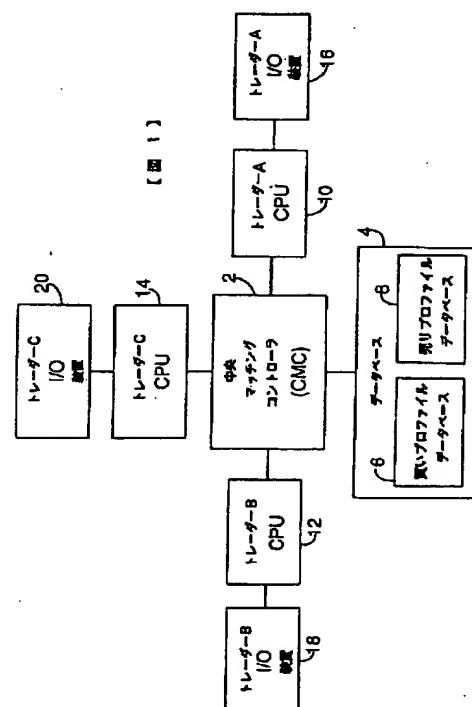 [図 1]
トレーダーC
I/O
装置
20
トレーダーC
CPU
14
トレーダーB
I/O
装置
18
トレーダーB
CPU
12
中央
マッチング
コントローラ
(CMC)
2
トレーダーA
CPU
10
トレーダーA
I/O
装置
16
データベース
4
買いプロファイル
データベース
6
売りプロファイル
データベース
8